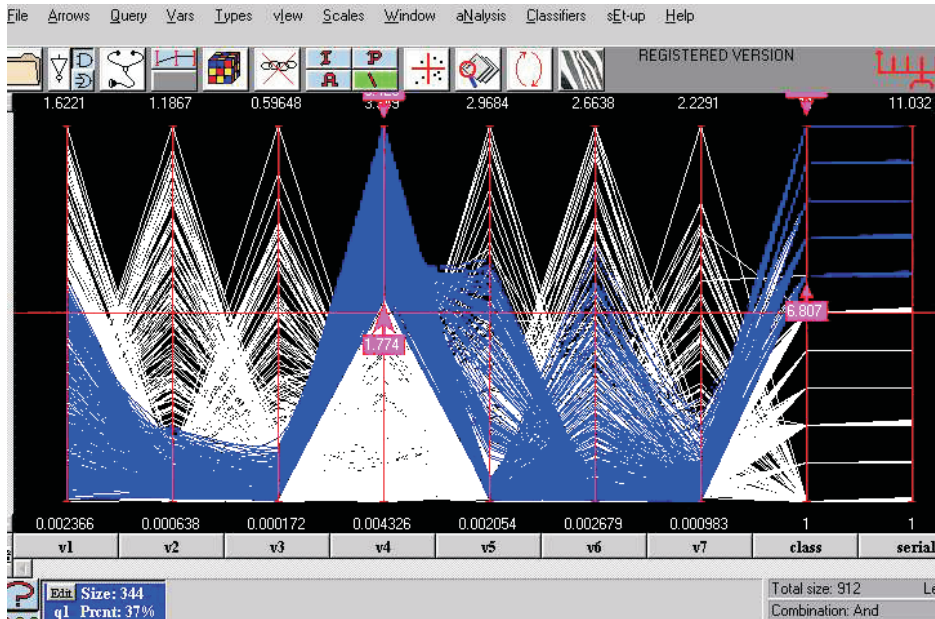 File Arrows Query Vars Types vIew Scales Window aNalysis Classifiers sEt-up Help
REGISTERED VERSION
I P
A \
1.6221 1.1867 0.59648 2.9684 2.6638 2.2291 11.032
1.774
6.807
0.002366 0.000638 0.000172 0.004326 0.002054 0.002679 0.000983 1 1
v1 v2 v3 v4 v5 v6 v7 class serial
Edit Size: 344
q1 Prcnt: 37%
Total size: 912 Le
Combination: And